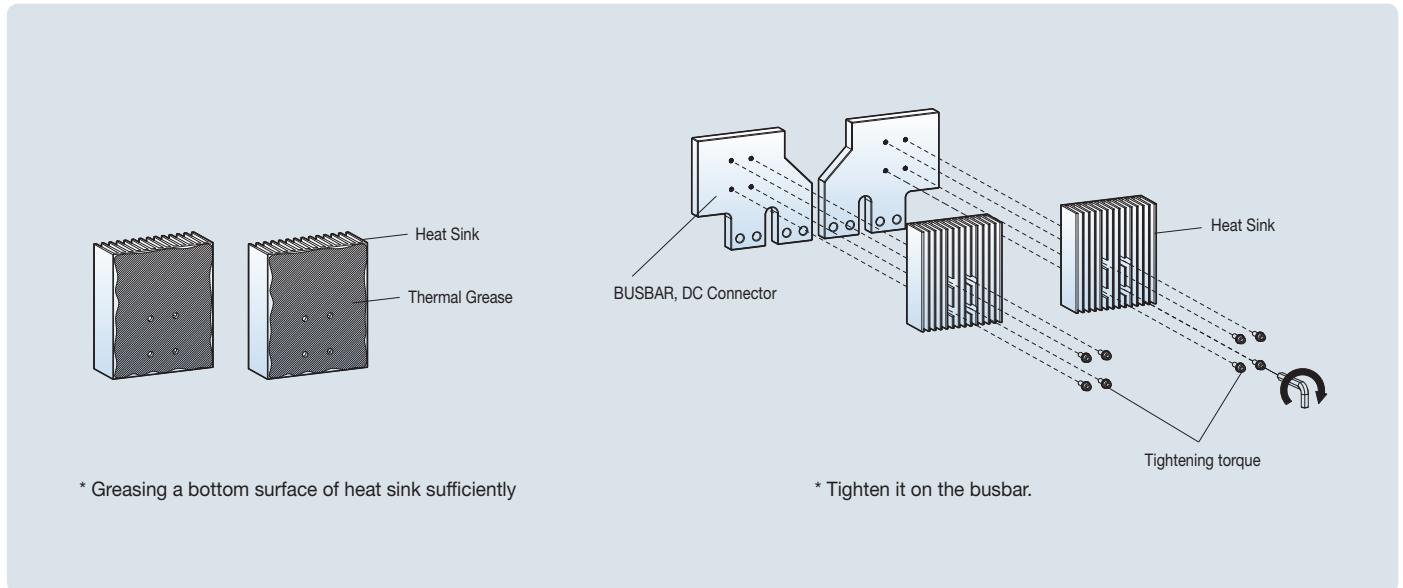 Heat Sink
Thermal Grease
* Greasing a bottom surface of heat sink sufficiently
BUSBAR, DC Connector
Heat Sink
Tightening torque
* Tighten it on the busbar.